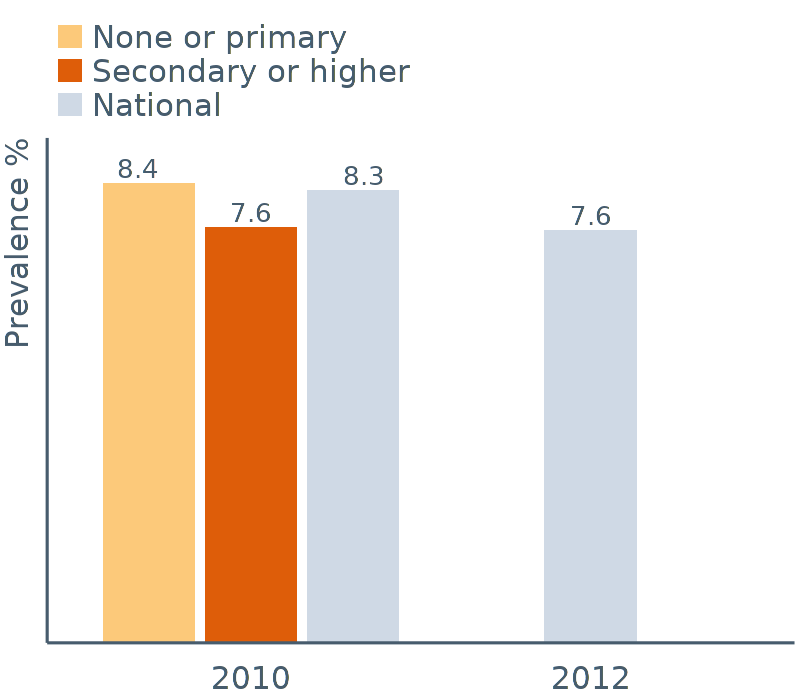 None or primary
Secondary or higher
National
Prevalence %
8.4
7.6
8.3
7.6
2010
2012